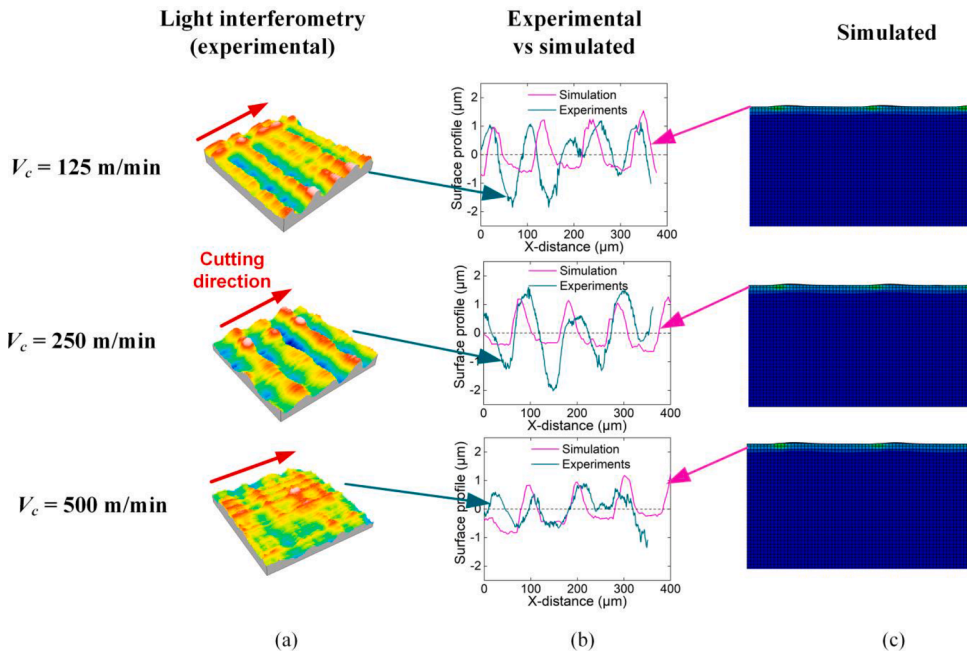 Light interferometry
(experimental)
Experimental
vs simulated
Simulated
Vc = 125 m/min
Surface profile (μm)
2
1
0
-1
-2
Simulation
Experiments
0 100 200 300 400
X-distance (μm)
Cutting
direction
Vc = 250 m/min
Surface profile (μm)
2
1
0
-1
-2
Simulation
Experiments
0 100 200 300 400
X-distance (μm)
Vc = 500 m/min
Surface profile (μm)
2
1
0
-1
-2
Simulation
Experiments
0 100 200 300 400
X-distance (μm)
(a)
(b)
(c)